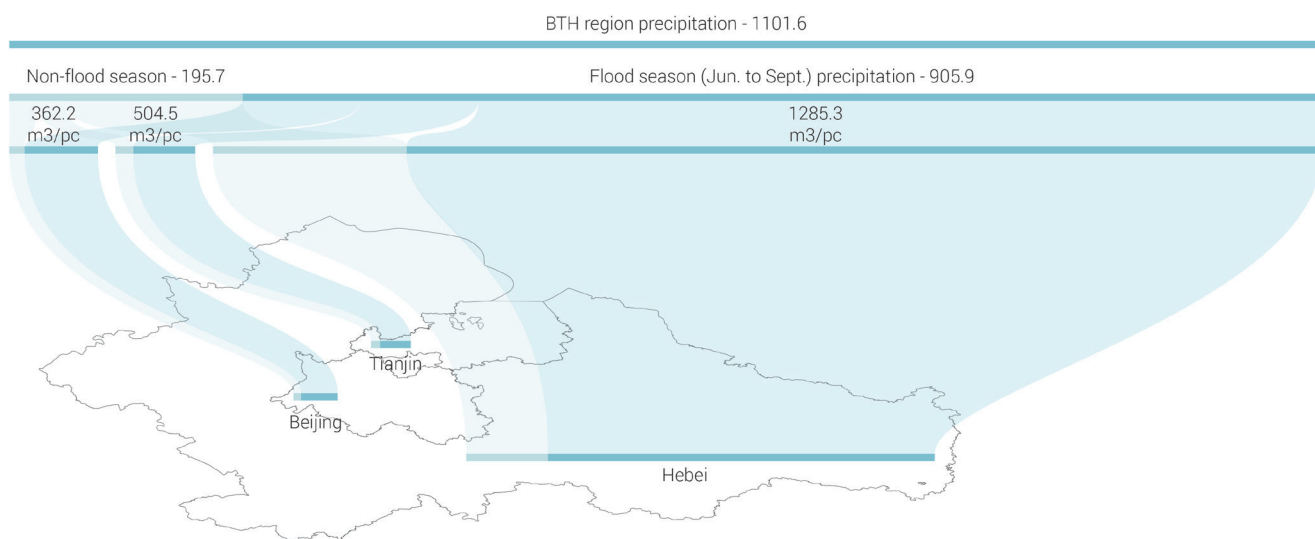 BTH region precipitation - 1101.6
Non-flood season - 195.7
Flood season (Jun. to Sept.) precipitation - 905.9
362.2
m3/pc
504.5
m3/pc
1285.3
m3/pc
Tianjin
Beijing
Hebei